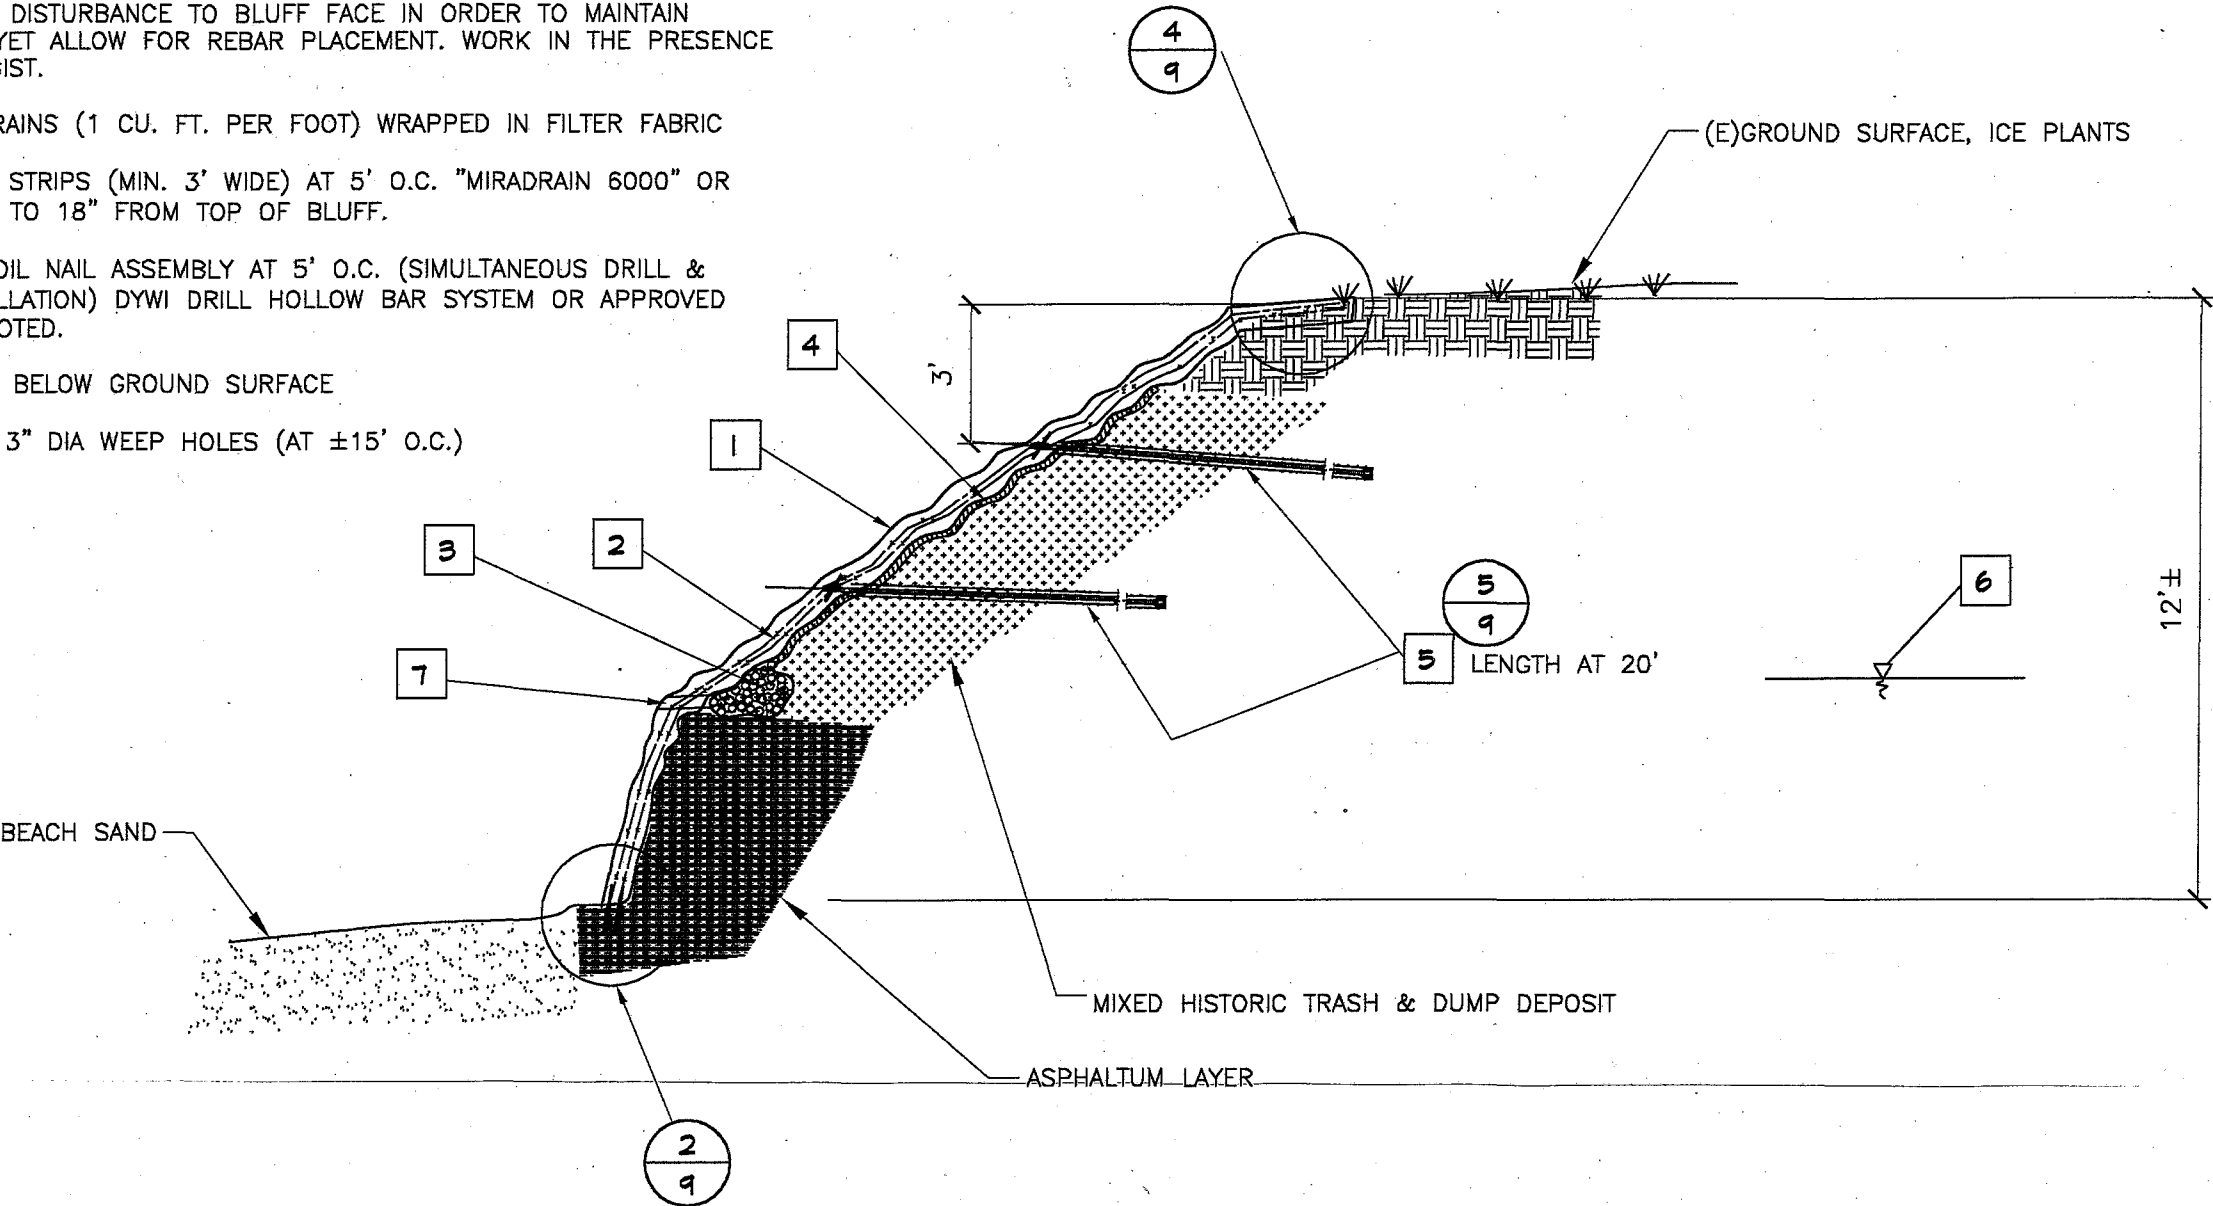 DISTURBANCE TO BLUFF FACE IN ORDER TO MAINTAIN
YET ALLOW FOR REBAR PLACEMENT. WORK IN THE PRESENCE
GIST.
RAINS (1 CU. FT. PER FOOT) WRAPPED IN FILTER FABRIC
STRIPS (MIN. 3' WIDE) AT 5' O.C. "MIRADRAIN 6000" OR
TO 18" FROM TOP OF BLUFF.
OIL NAIL ASSEMBLY AT 5' O.C. (SIMULTANEOUS DRILL &
LLATION) DYWI DRILL HOLLOW BAR SYSTEM OR APPROVED
OTED.
BELOW GROUND SURFACE
3" DIA WEEP HOLES (AT ±15' O.C.)
4
9
(E)GROUND SURFACE, ICE PLANTS
4
3'
1
3
2
5
9
6
12'±
7
5 LENGTH AT 20'
BEACH SAND
MIXED HISTORIC TRASH & DUMP DEPOSIT
ASPHALTUM LAYER
2
9